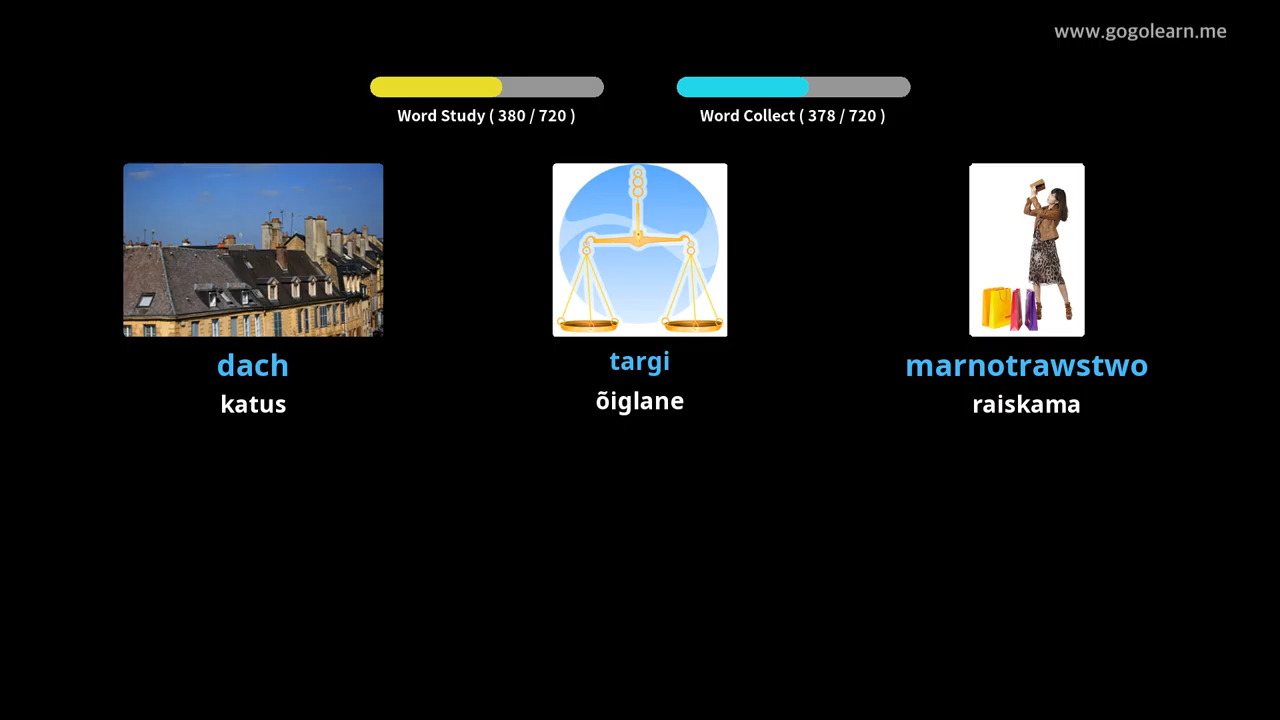 www.gogolearn.me
Word Study ( 380 / 720 )
Word Collect ( 378 / 720 )
dach
katus
targi
õiglane
marnotrawstwo
raiskama